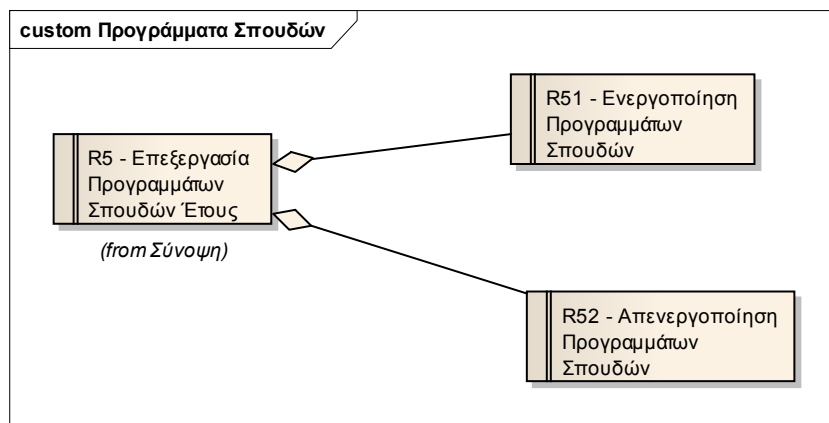 custom Προγράμματα Σπουδών
R51 - Ενεργοποίηση
Προγραμμάτων
Σπουδών
R5 - Επεξεργασία
Προγραμμάτων
Σπουδών Έτους
(from Σύνοψη)
R52 - Απενεργοποίηση
Προγραμμάτων
Σπουδών